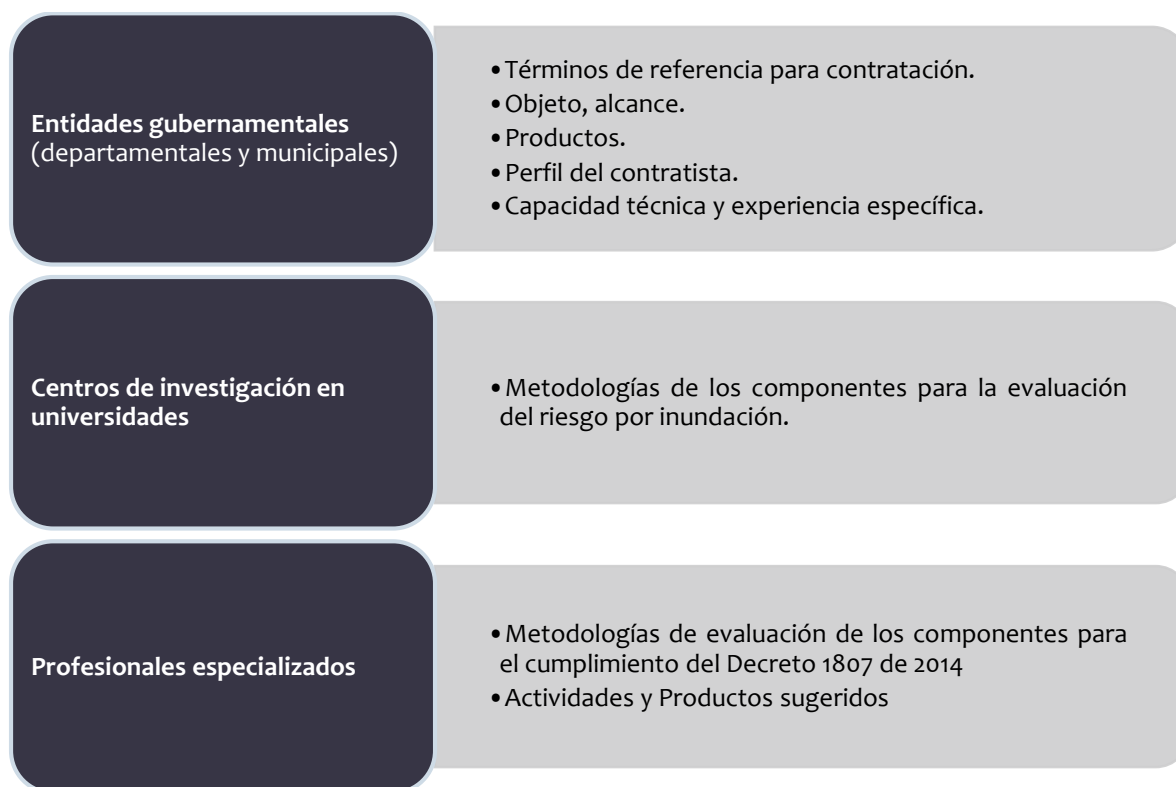 Entidades gubernamentales
(departamentales y municipales)
•Términos de referencia para contratación.
•Objeto, alcance.
•Productos.
•Perfil del contratista.
•Capacidad técnica y experiencia específica.
Centros de investigación en
universidades
•Metodologías de los componentes para la evaluación
del riesgo por inundación.
Profesionales especializados
•Metodologías de evaluación de los componentes para
el cumplimiento del Decreto 1807 de 2014
•Actividades y Productos sugeridos